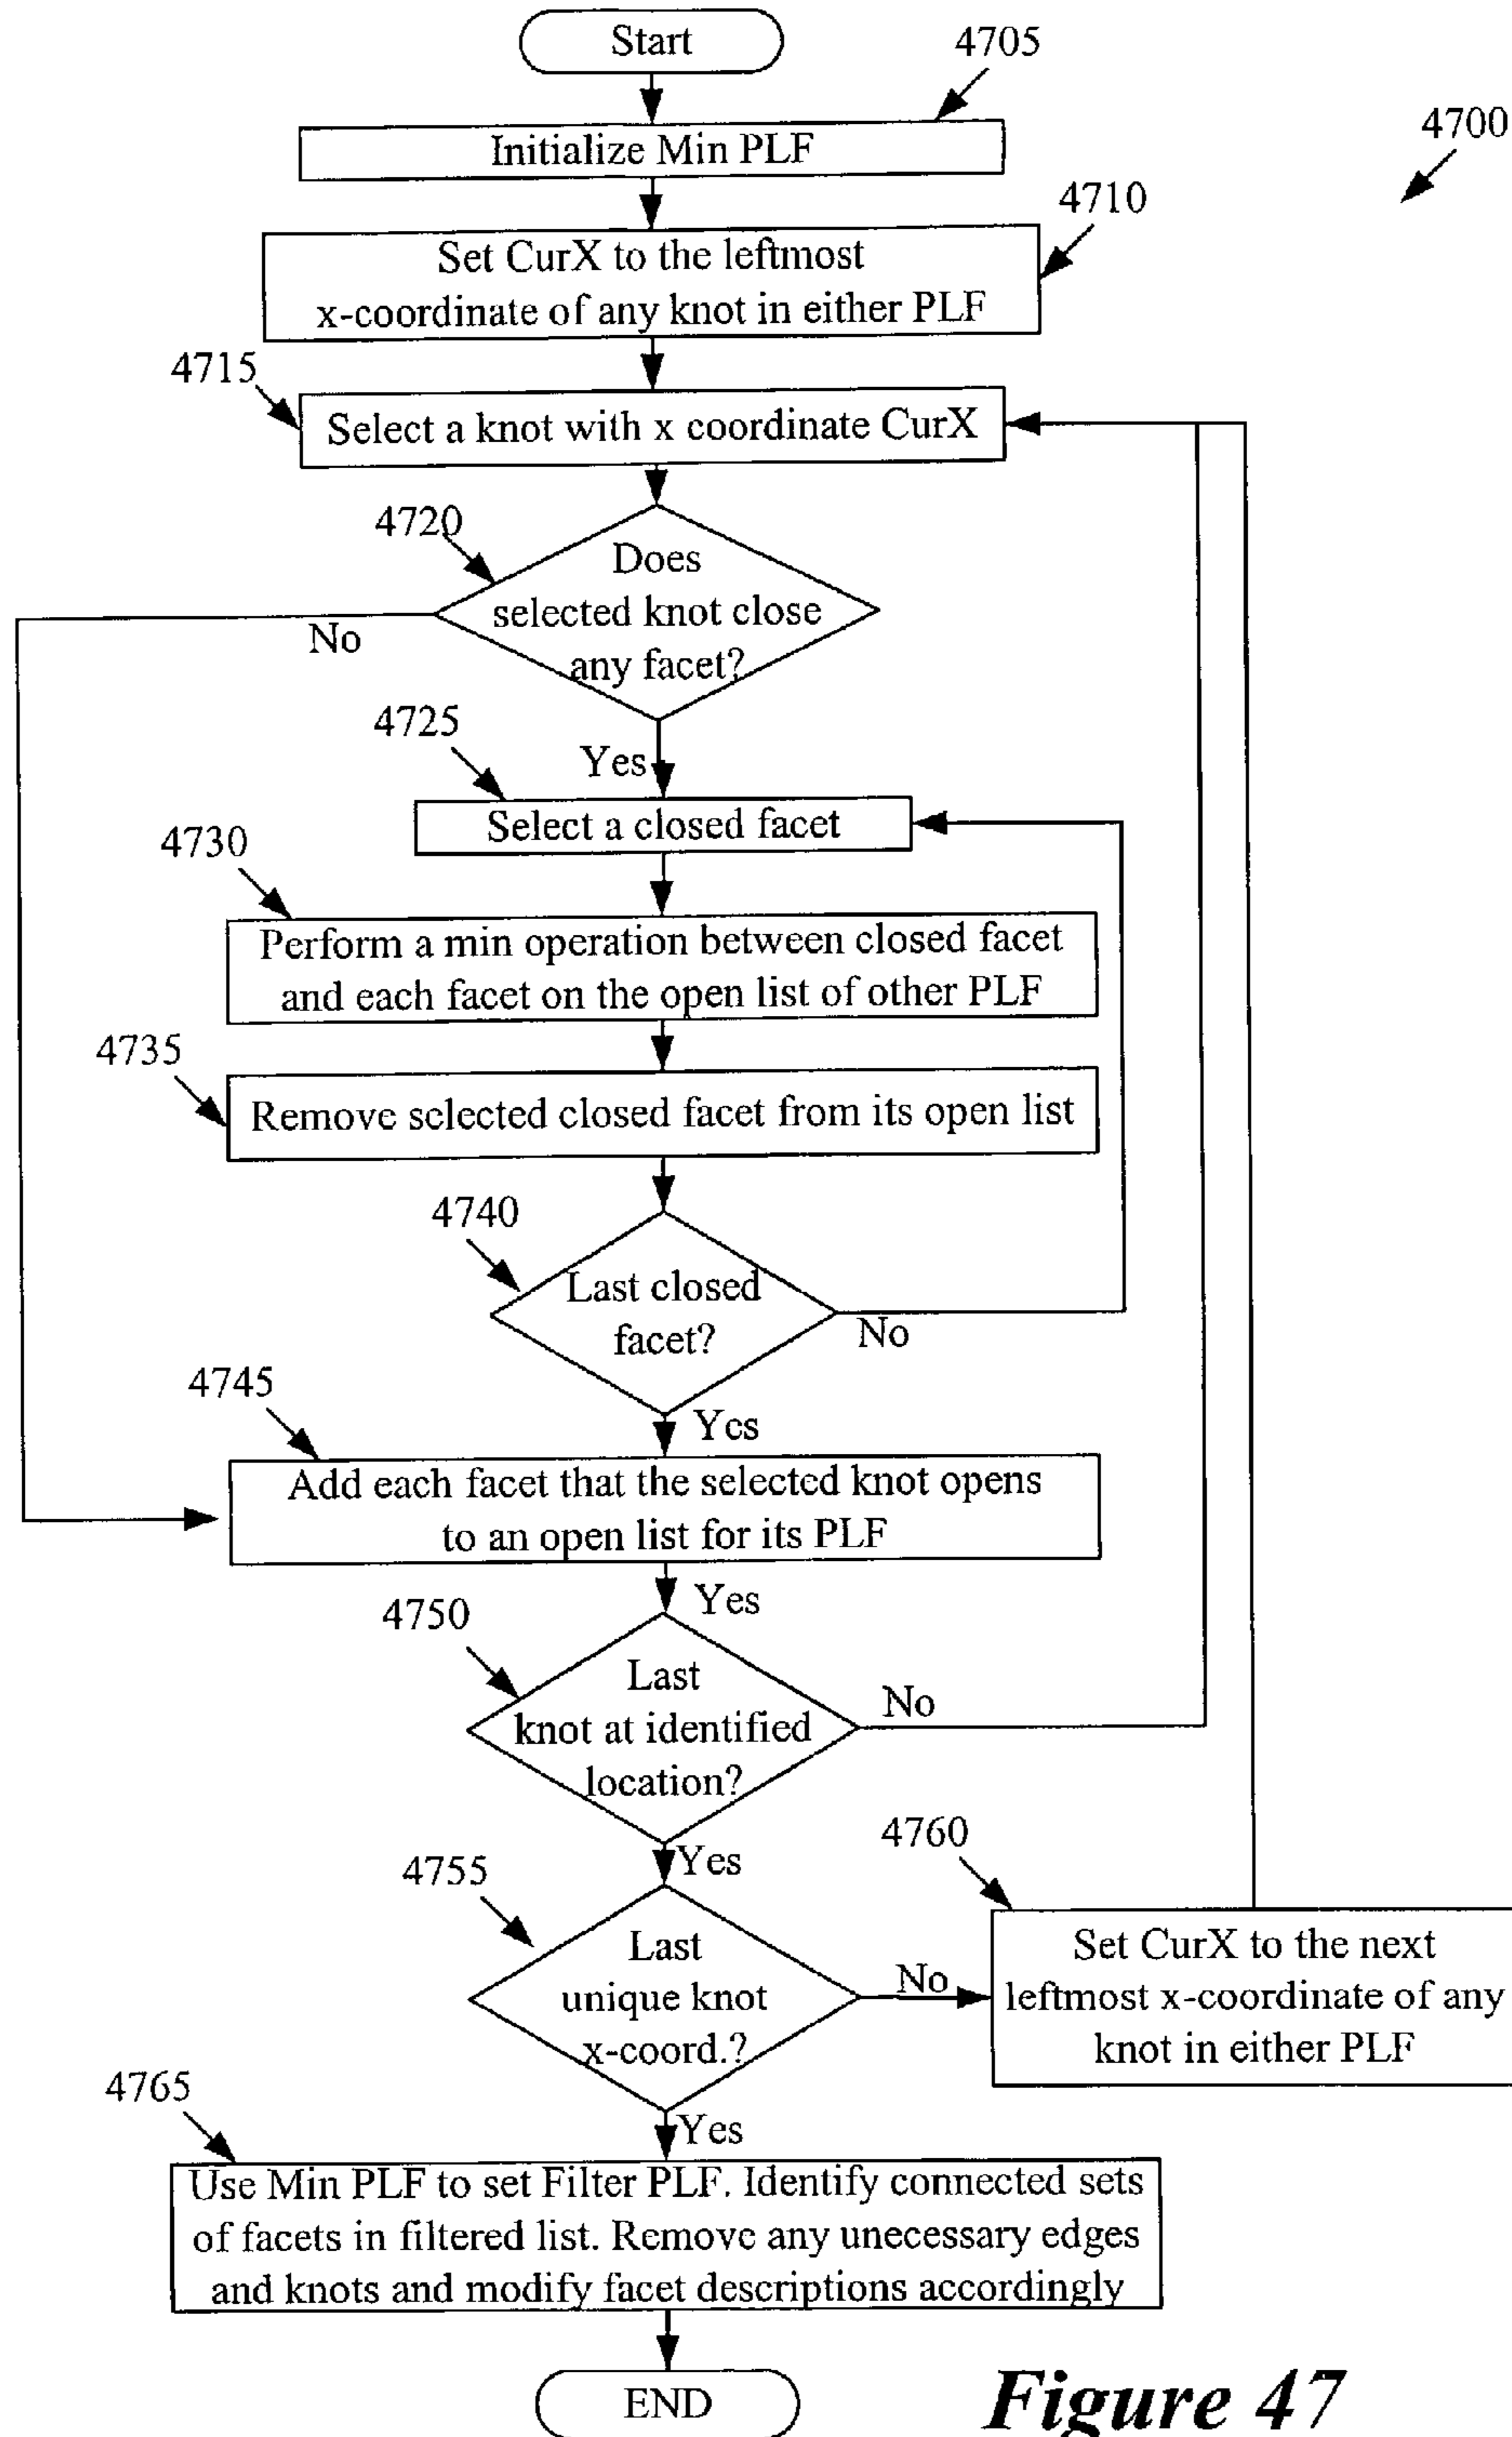 Start
4705
4700
Initialize Min PLF
4710
Set CurX to the leftmost
x-coordinate of any knot in either PLF
4715
Select a knot with x coordinate CurX
4720
Does
selected knot close
any facet?
No
4725
Yes
Select a closed facet
4730
Perform a min operation between closed facet
and each facet on the open list of other PLF
4735
Remove selected closed facet from its open list
4740
Last closed
facet?
No
4745
Yes
Add each facet that the selected knot opens
to an open list for its PLF
Yes
4750
Last
knot at identified
location?
No
Yes
4755
4760
Last
unique knot
x-coord.?
No
Set CurX to the next
leftmost x-coordinate of any
knot in either PLF
4765
Yes
Use Min PLF to set Filter PLF. Identify connected sets
of facets in filtered list. Remove any unecessary edges
and knots and modify facet descriptions accordingly
END
Figure 47